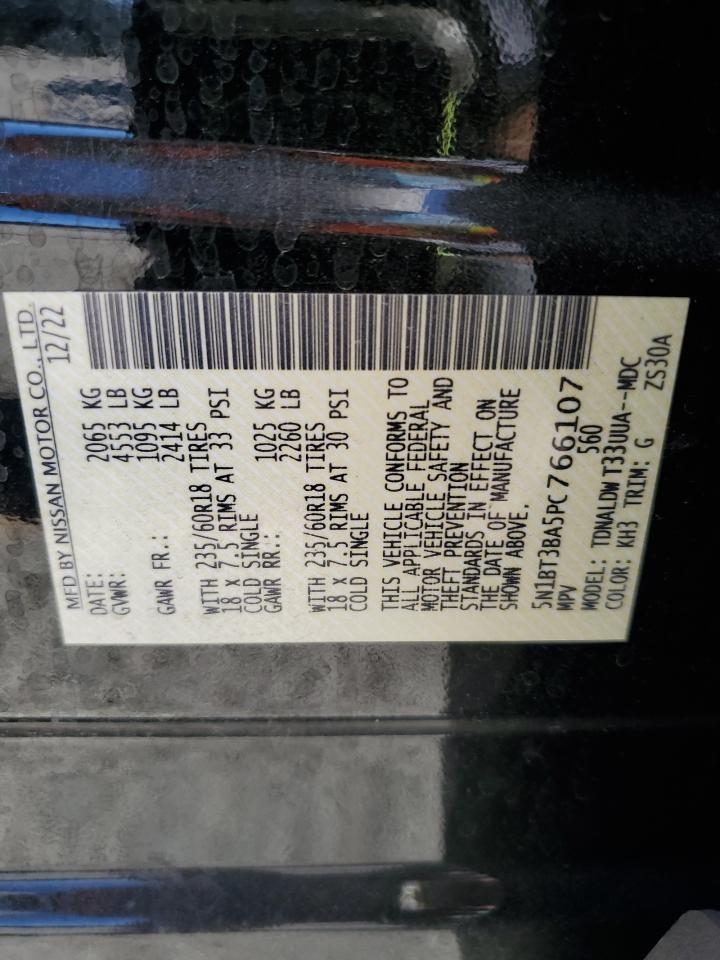 MFD BY NISSAN MOTOR CO., LTD.
DATE: 12/22
GVWR: 2065 KG
4553 LB
GAWR FR.: 1095 KG
2414 LB
WITH 235/60R18 TIRES
18 X 7.5 RIMS AT 33 PSI
COLD SINGLE
GAWR RR.: 1025 KG
2260 LB
WITH 235/60R18 TIRES
18 X 7.5 RIMS AT 30 PSI
COLD SINGLE
THIS VEHICLE CONFORMS TO
ALL APPLICABLE FEDERAL
MOTOR VEHICLE SAFETY AND
THEFT PREVENTION
STANDARDS IN EFFECT ON
THE DATE OF MANUFACTURE
SHOWN ABOVE.
5N1BT3BA5PC766107
MPV 560
MODEL: TDNALDW T33UUA--MDC
COLOR: KH3 TRIM: G ZS30A